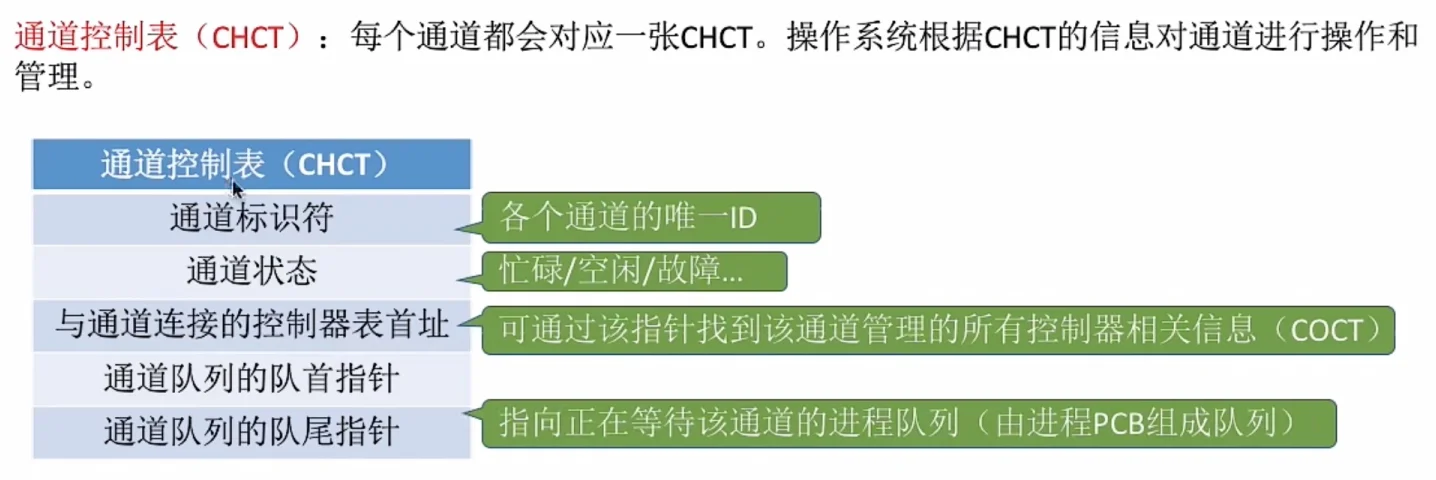 通道控制表（CHCT）：每个通道都会对应一张CHCT。操作系统根据CHCT的信息对通道进行操作和
管理。
通道控制表（CHCT）
通道标识符
各个通道的唯一ID
通道状态
忙碌/空闲/故障...
与通道连接的控制器表首址
可通过该指针找到该通道管理的所有控制器相关信息（COCT）
通道队列的队首指针
通道队列的队尾指针
指向正在等待该通道的进程队列（由进程PCB组成队列）